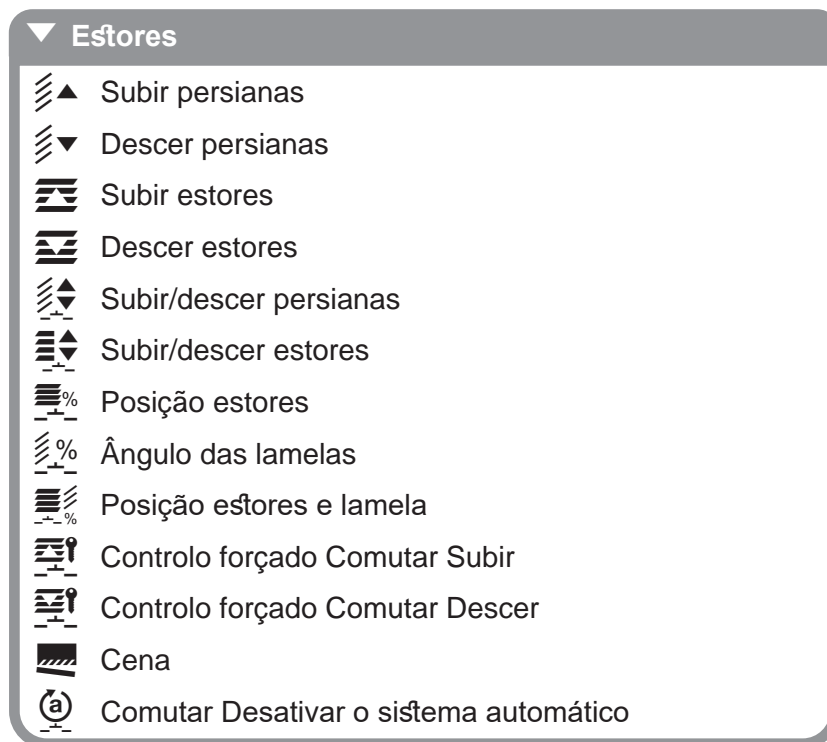 Estores
Subir persianas
Descer persianas
Subir estores
Descer estores
Subir/descer persianas
Subir/descer estores
% Posição estores
% Ângulo das lamelas
% Posição estores e lamela
Controlo forçado Comutar Subir
Controlo forçado Comutar Descer
Cena
a Comutar Desativar o sistema automático